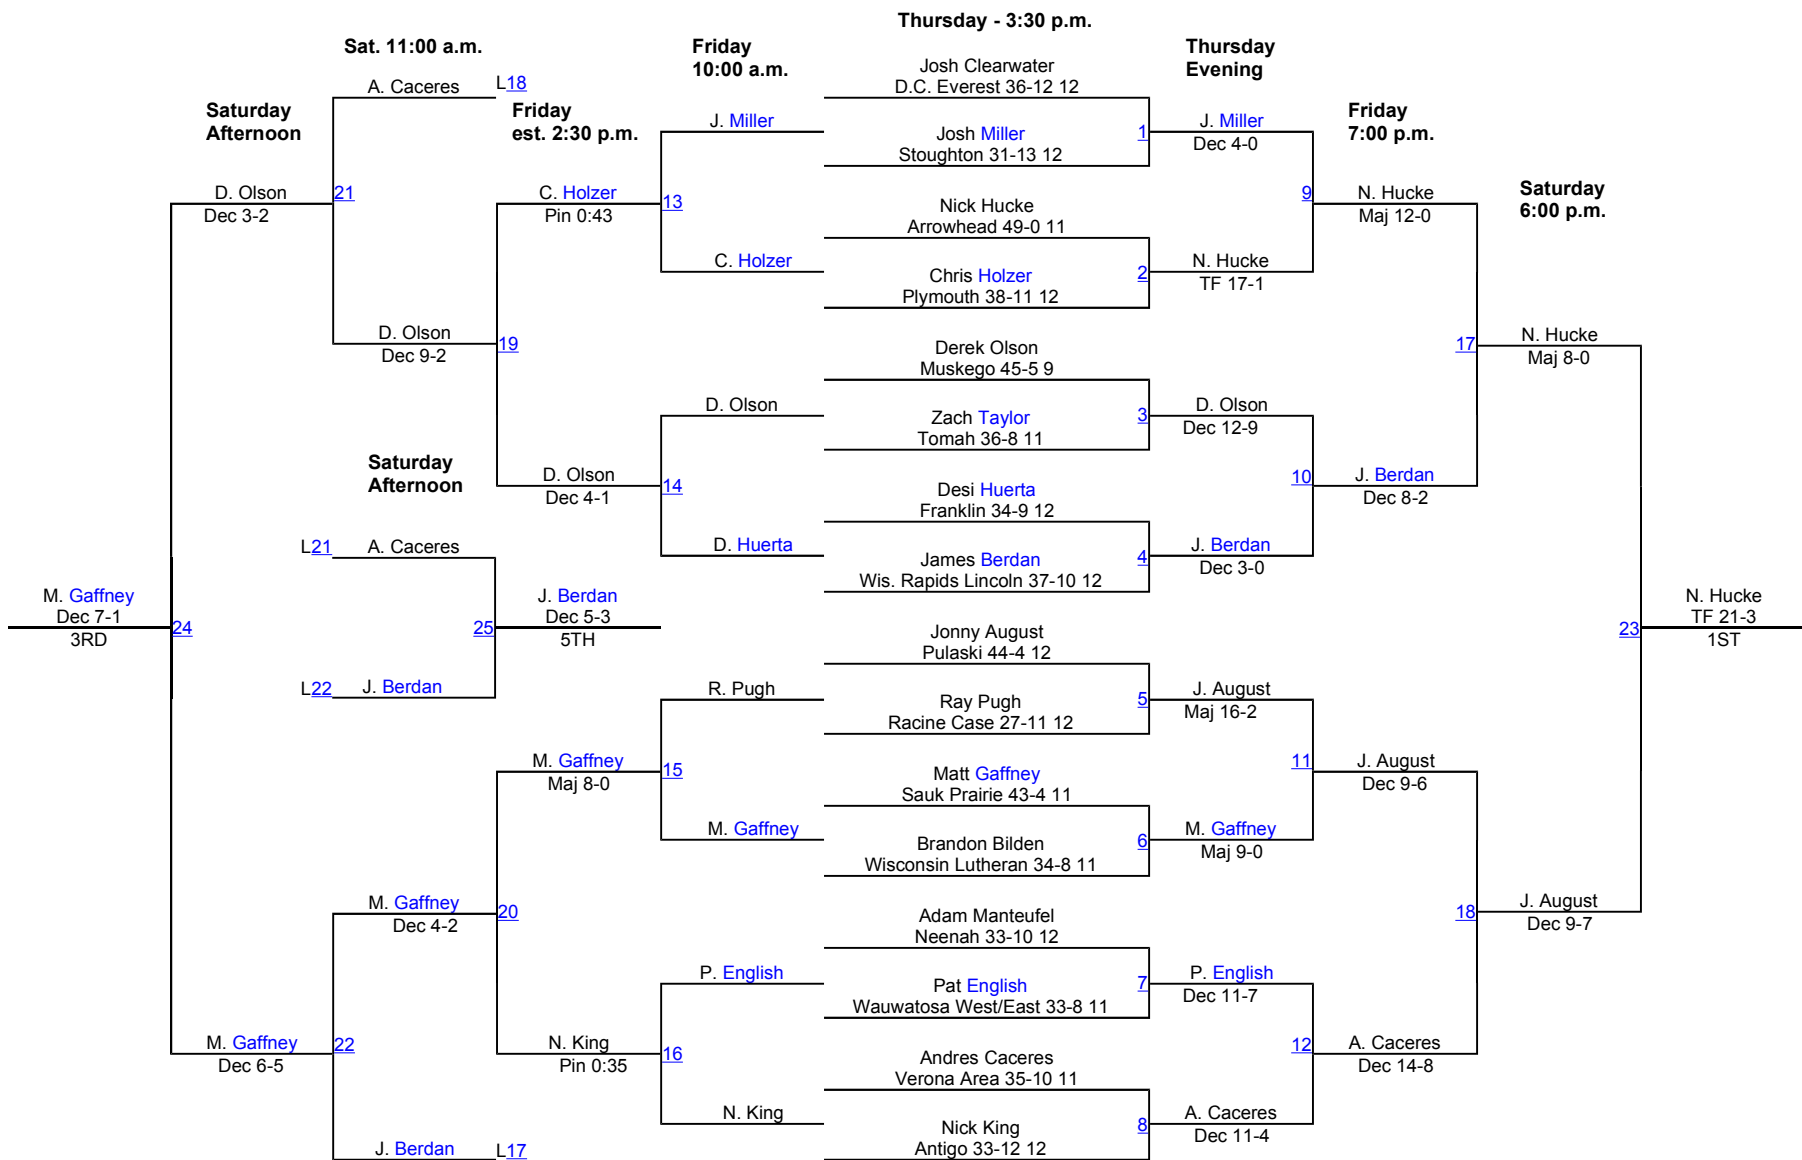 Thursday - 3:30 p.m.
Sat. 11:00 a.m.
Friday
10:00 a.m.
Thursday
Evening
Saturday
Afternoon
Friday
est. 2:30 p.m.
Friday
7:00 p.m.
Saturday
6:00 p.m.
Saturday
Afternoon
Josh Clearwater
D.C. Everest 36-12 12
1
Josh Miller
Stoughton 31-13 12
Nick Hucke
Arrowhead 49-0 11
2
Chris Holzer
Plymouth 38-11 12
Derek Olson
Muskego 45-5 9
3
Zach Taylor
Tomah 36-8 11
Desi Huerta
Franklin 34-9 12
4
James Berdan
Wis. Rapids Lincoln 37-10 12
Jonny August
Pulaski 44-4 12
5
Ray Pugh
Racine Case 27-11 12
Matt Gaffney
Sauk Prairie 43-4 11
6
Brandon Bilden
Wisconsin Lutheran 34-8 11
Adam Manteufel
Neenah 33-10 12
7
Pat English
Wauwatosa West/East 33-8 11
Andres Caceres
Verona Area 35-10 11
8
Nick King
Antigo 33-12 12
J. Miller
Dec 4-0
9
N. Hucke
TF 17-1
D. Olson
Dec 12-9
10
J. Berdan
Dec 3-0
J. August
Maj 16-2
11
M. Gaffney
Maj 9-0
P. English
Dec 11-7
12
A. Caceres
Dec 11-4
N. Hucke
Maj 12-0
17
J. Berdan
Dec 8-2
J. August
Dec 9-6
18
A. Caceres
Dec 14-8
N. Hucke
Maj 8-0
23
J. August
Dec 9-7
N. Hucke
TF 21-3
1ST
J. Miller
13
C. Holzer
D. Olson
14
D. Huerta
R. Pugh
15
M. Gaffney
P. English
16
N. King
C. Holzer
Pin 0:43
19
D. Olson
Dec 4-1
M. Gaffney
Maj 8-0
20
N. King
Pin 0:35
A. Caceres
L18
21
D. Olson
Dec 9-2
M. Gaffney
Dec 4-2
22
J. Berdan
L17
D. Olson
Dec 3-2
24
M. Gaffney
Dec 6-5
M. Gaffney
Dec 7-1
3RD
L21
A. Caceres
25
L22
J. Berdan
J. Berdan
Dec 5-3
5TH